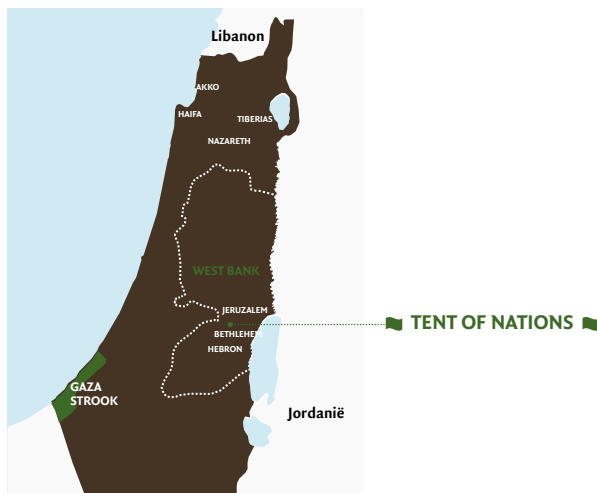 Libanon
AKKO
HAIFA
TIBERIAS
NAZARETH
WEST BANK
JERUZALEM
TENT OF NATIONS
BETHLEHEM
HEBRON
GAZA
STROOK
Jordanië